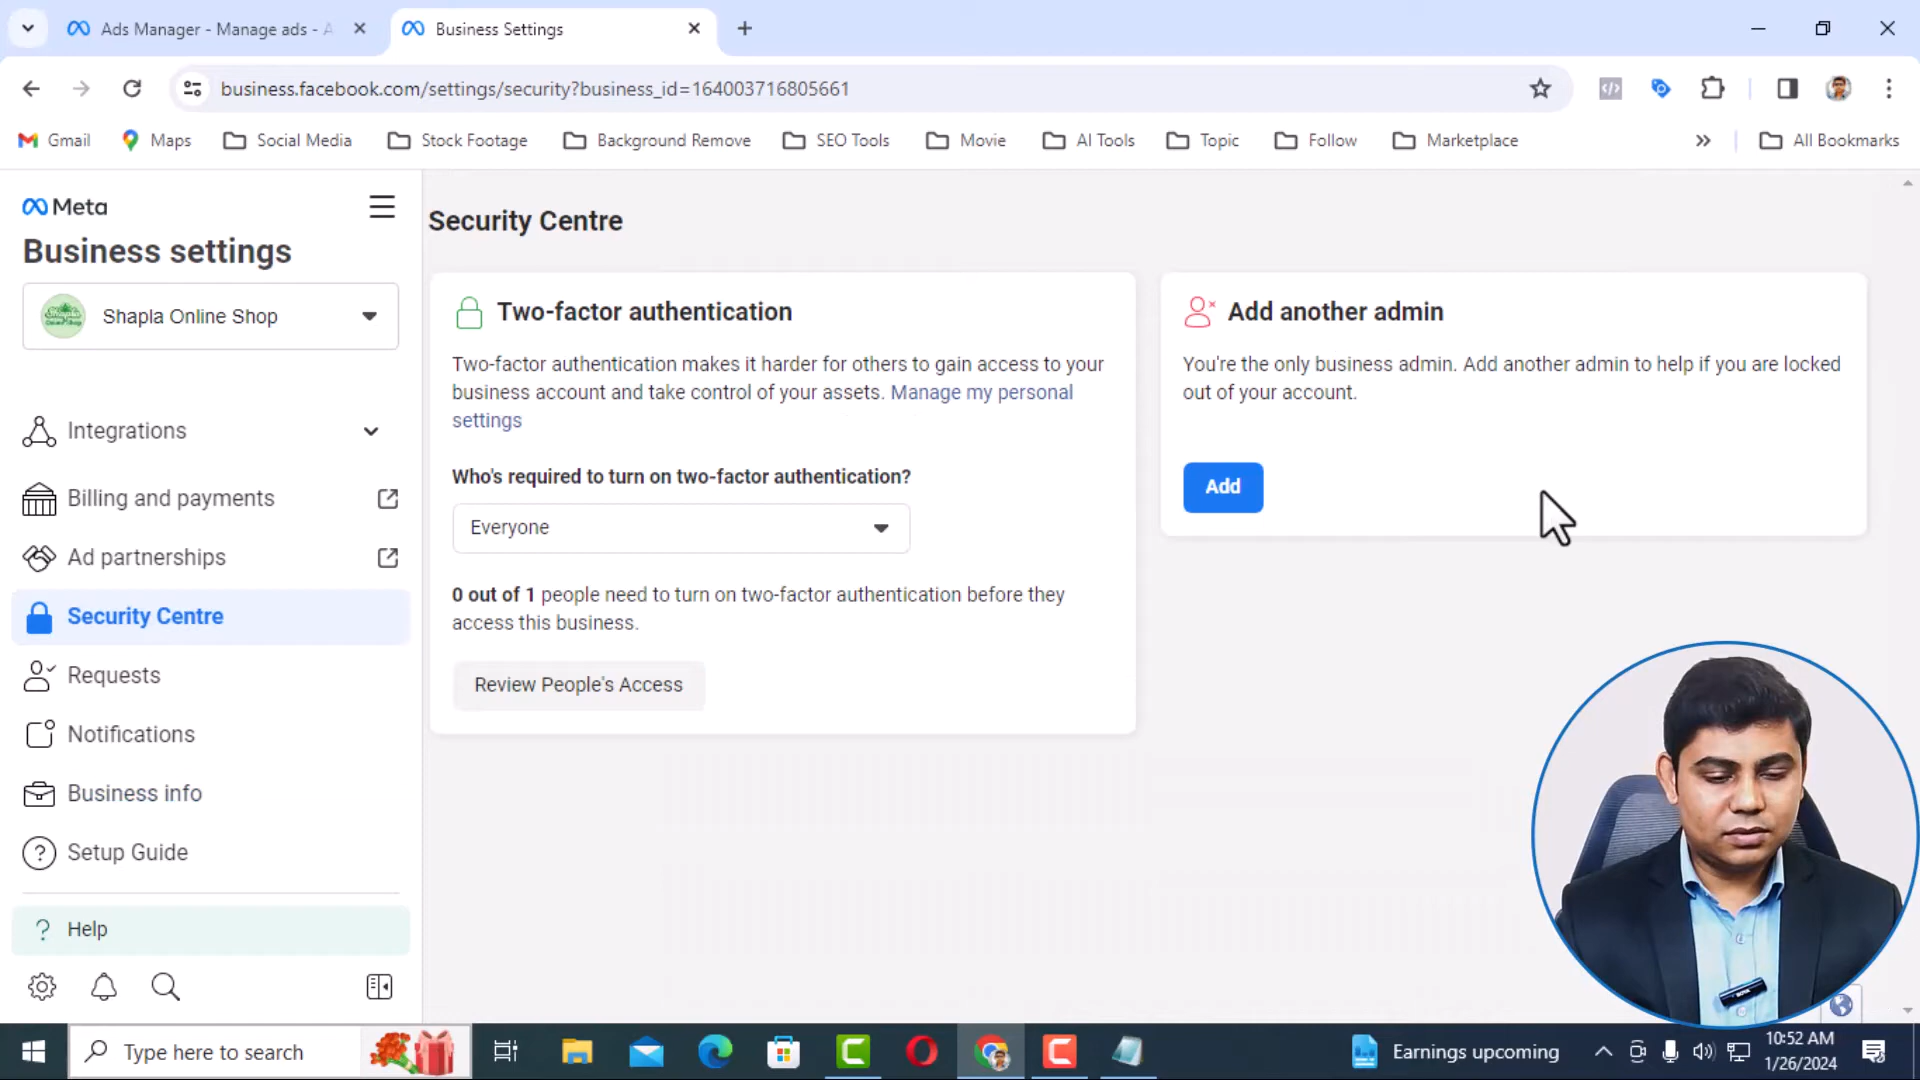 Ads Manager - Manage ads - A
Business Settings
business.facebook.com/settings/security?business_id=164003716805661
Gmail
Maps
Social Media
Stock Footage
Background Remove
SEO Tools
Movie
AI Tools
Topic
Follow
Marketplace
All Bookmarks
Meta
Business settings
Shapla Online Shop
Integrations
Billing and payments
Ad partnerships
Security Centre
Requests
Notifications
Business info
Setup Guide
Help
Security Centre
Two-factor authentication
Two-factor authentication makes it harder for others to gain access to your
business account and take control of your assets. Manage my personal
settings
Who's required to turn on two-factor authentication?
Everyone
0 out of 1 people need to turn on two-factor authentication before they
access this business.
Review People's Access
Add another admin
You're the only business admin. Add another admin to help if you are locked
out of your account.
Add
Type here to search
Earnings upcoming
10:52 AM
1/26/2024